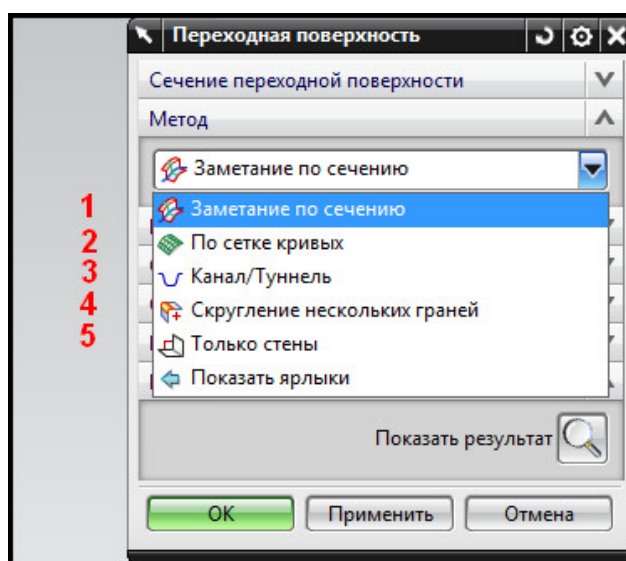 Переходная поверхность
Сечение переходной поверхности
Метод
Заметание по сечению
1 Заметание по сечению
2 По сетке кривых
3 Канал/Туннель
4 Скругление нескольких граней
5 Только стены
Показать ярлыки
Показать результат
ОК Применить Отмена